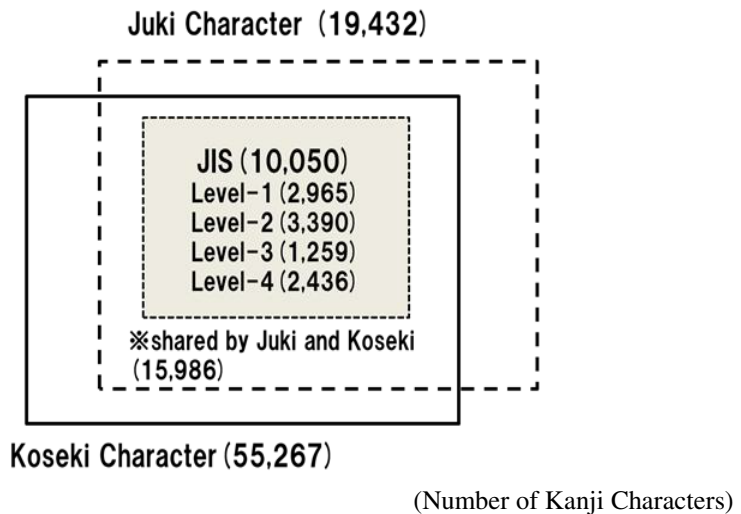 Juki Character (19,432)
JIS(10,050)
Level-1(2,965)
Level-2(3,390)
Level-3(1,259)
Level-4(2,436)
※shared by Juki and Koseki
(15,986)
Koseki Character(55,267)
(Number of Kanji Characters)